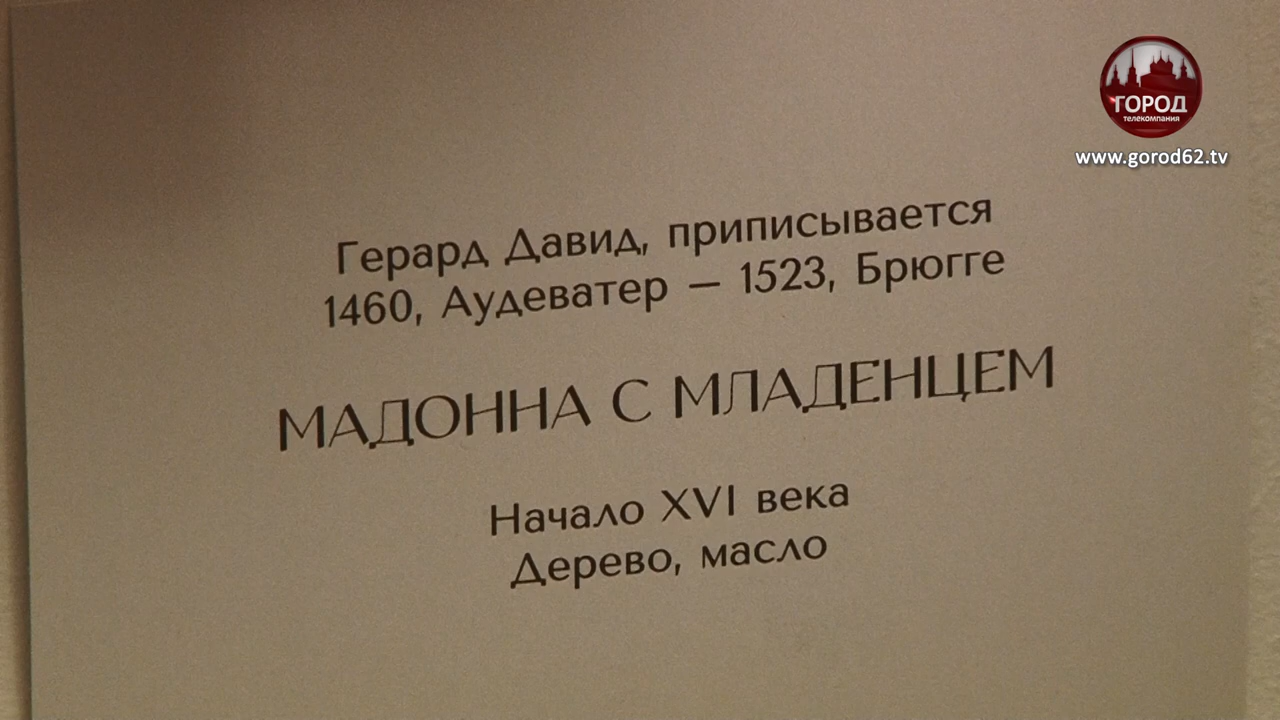 ГОРОД
телекомпания
www.gorod62.tv
Герард Давид, приписывается
1460, Аудеватер – 1523, Брюгге
МАДОННА С МЛАДЕНЦЕМ
Начало XVI века
Дерево, масло